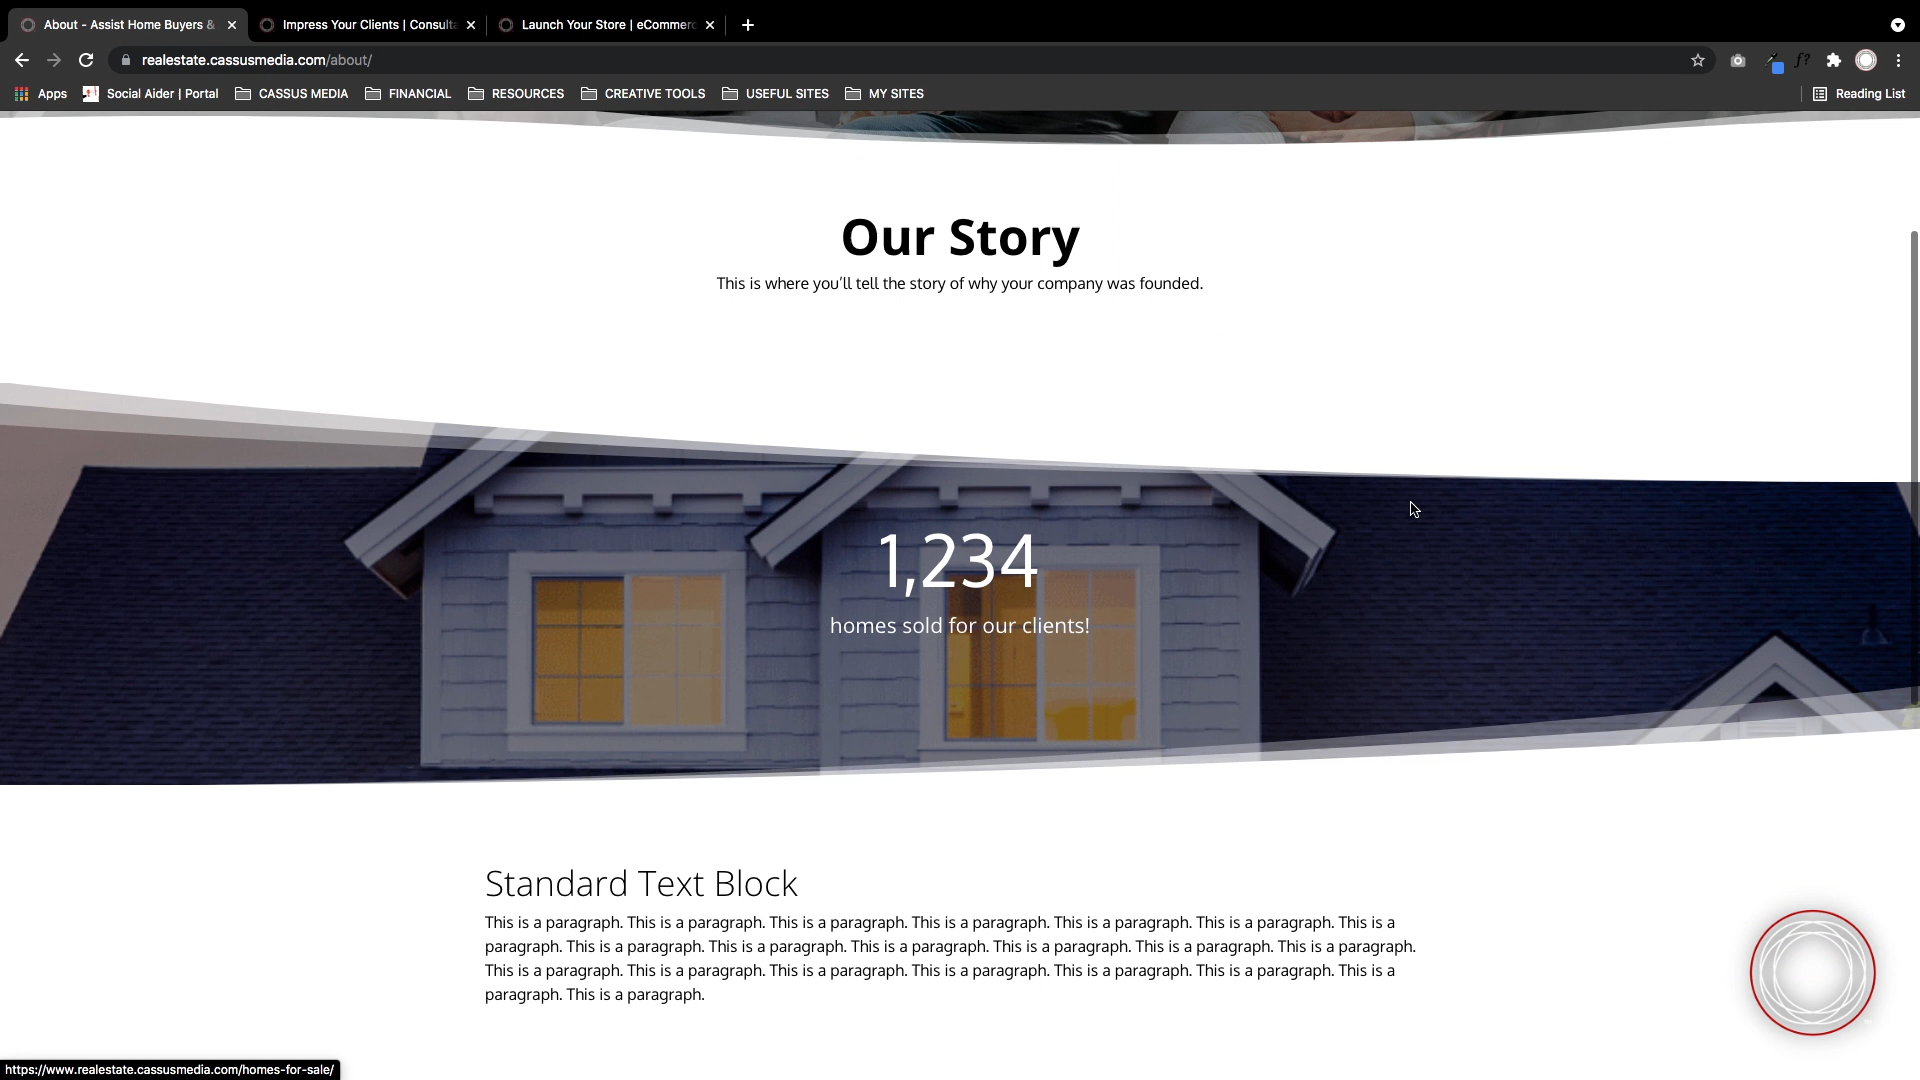 About - Assist Home Buyers &
Impress Your Clients | Consulta
Launch Your Store | eCommerc
realestate.cassusmedia.com/about/
f?
Apps
Social Aider | Portal
CASSUS MEDIA
FINANCIAL
RESOURCES
CREATIVE TOOLS
USEFUL SITES
MY SITES
Reading List
Our Story
This is where you'll tell the story of why your company was founded.
1,234
homes sold for our clients!
Standard Text Block
This is a paragraph. This is a paragraph. This is a paragraph. This is a paragraph. This is a paragraph. This is a paragraph. This is a
paragraph. This is a paragraph. This is a paragraph. This is a paragraph. This is a paragraph. This is a paragraph. This is a paragraph.
This is a paragraph. This is a paragraph. This is a paragraph. This is a paragraph. This is a paragraph. This is a paragraph. This is a
paragraph. This is a paragraph.
https://www.realestate.cassusmedia.com/homes-for-sale/